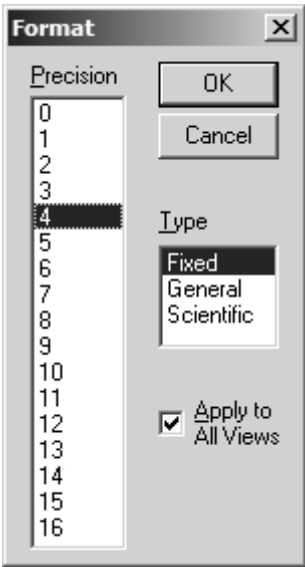 Format
Precision
0
1
2
3
4
5
6
7
8
9
10
11
12
13
14
15
16
OK
Cancel
Type
Fixed
General
Scientific
Apply to
All Views